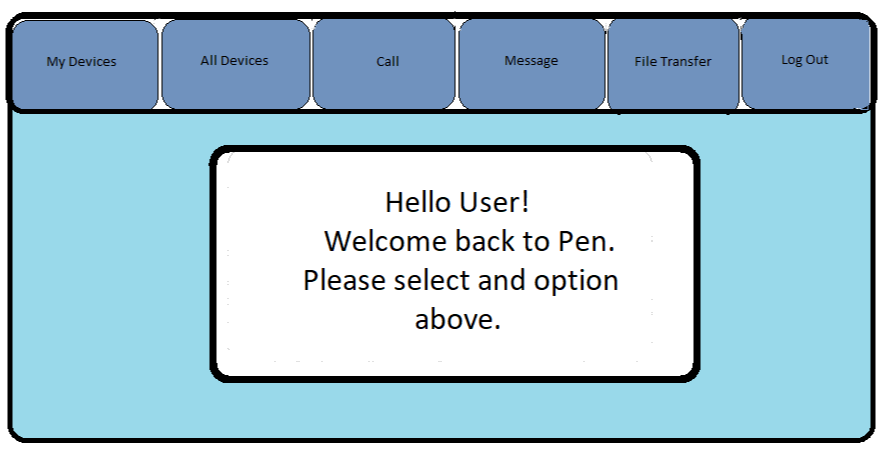 My Devices
All Devices
Call
Message
File Transfer
Log Out
Hello User!
Welcome back to Pen.
Please select and option
above.